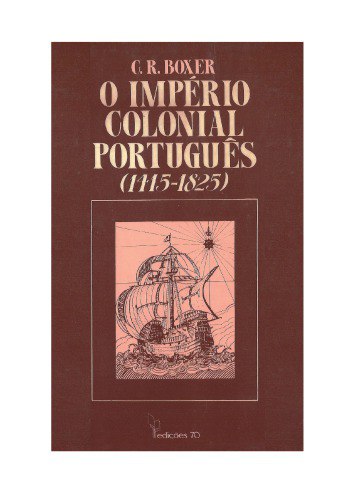 C. R. BOXER
O IMPÉRIO
COLONIAL
PORTUGUÊS
(1415-1825)
edições 70